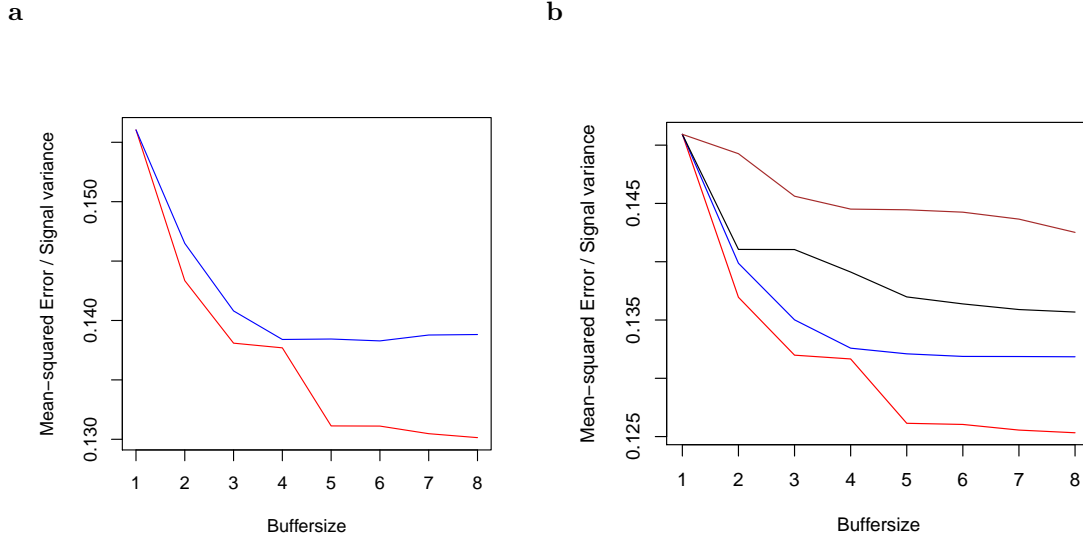 a
Mean-squared Error / Signal variance
0.130 0.140 0.150
1 2 3 4 5 6 7 8
Buffersize
b
Mean-squared Error / Signal variance
0.125 0.135 0.145
1 2 3 4 5 6 7 8
Buffersize